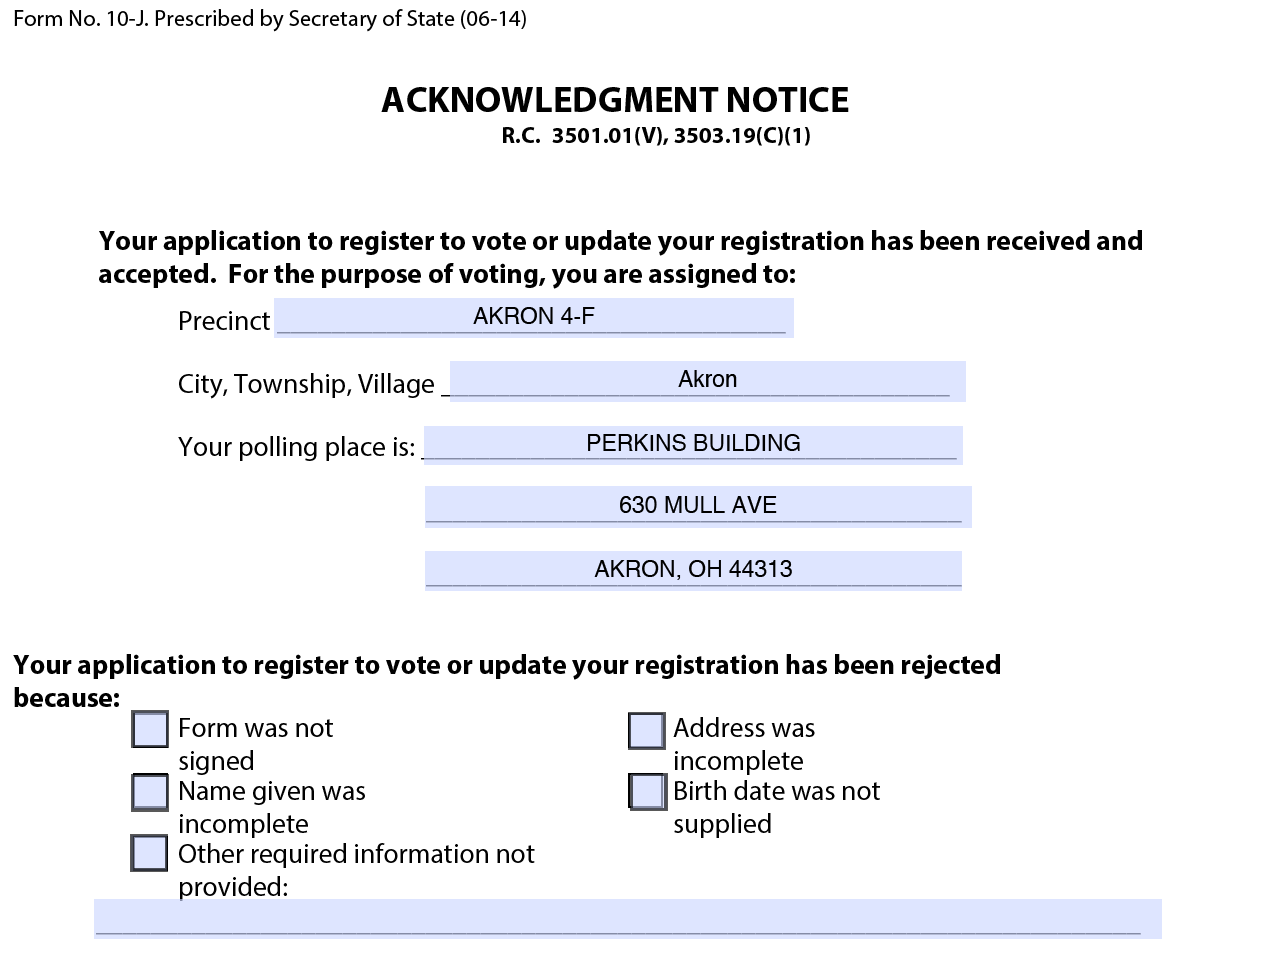 Form No. 10-J. Prescribed by Secretary of State (06-14)
ACKNOWLEDGMENT NOTICE
R.C. 3501.01(V), 3503.19(C)(1)
Your application to register to vote or update your registration has been received and
accepted. For the purpose of voting, you are assigned to:
Precinct AKRON 4-F
City, Township, Village Akron
Your polling place is: PERKINS BUILDING
630 MULL AVE
AKRON, OH 44313
Your application to register to vote or update your registration has been rejected
because:
Form was not signed
Address was incomplete
Name given was incomplete
Birth date was not supplied
Other required information not provided: